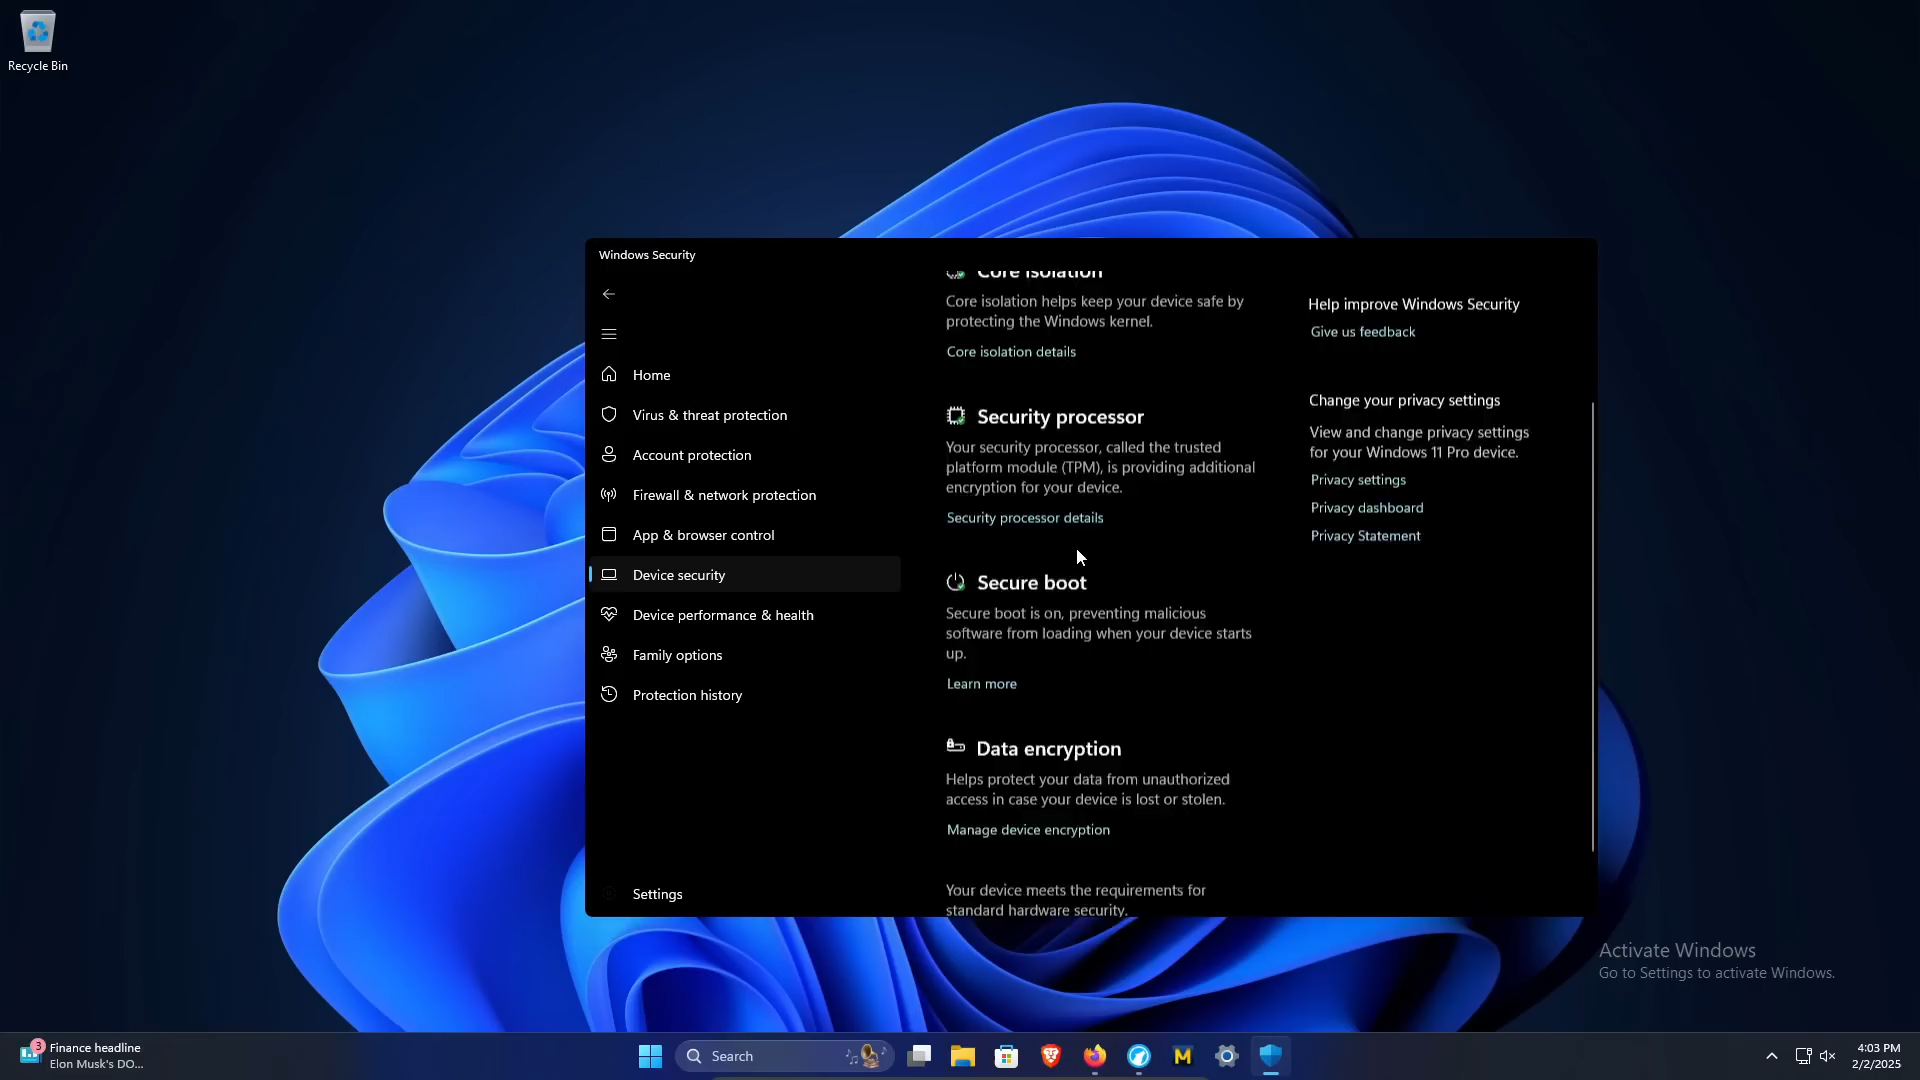 Recycle Bin
Windows Security
Home
Virus & threat protection
Account protection
Firewall & network protection
App & browser control
Device security
Device performance & health
Family options
Protection history
Settings
Core isolation
Core isolation helps keep your device safe by
protecting the Windows kernel.
Core isolation details
Security processor
Your security processor, called the trusted
platform module (TPM), is providing additional
encryption for your device.
Security processor details
Secure boot
Secure boot is on, preventing malicious
software from loading when your device starts
up.
Learn more
Data encryption
Helps protect your data from unauthorized
access in case your device is lost or stolen.
Manage device encryption
Your device meets the requirements for
standard hardware security.
Help improve Windows Security
Give us feedback
Change your privacy settings
View and change privacy settings
for your Windows 11 Pro device.
Privacy settings
Privacy dashboard
Privacy Statement
Activate Windows
Go to Settings to activate Windows.
3
Finance headline
Elon Musk's DO...
Search
M
4:03 PM
2/2/2025